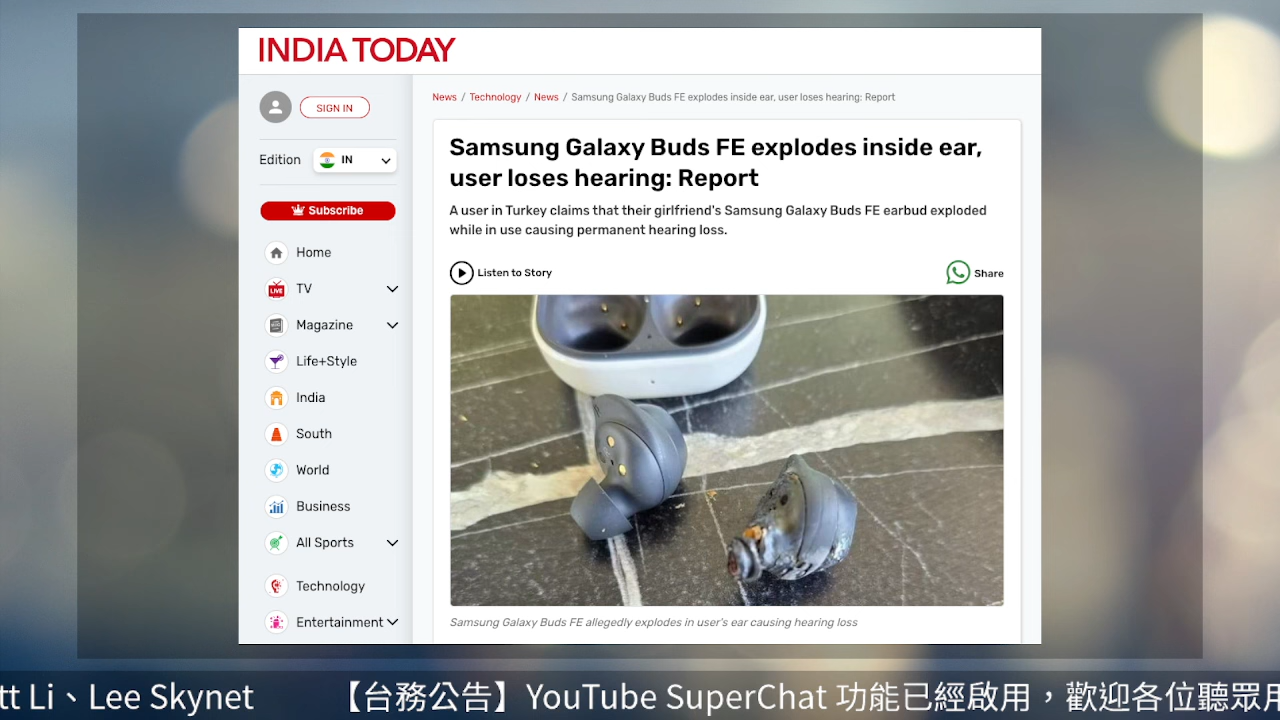 INDIA TODAY
SIGN IN
Edition
IN
Subscribe
Home
TV
LIVE
Magazine
Life+Style
India
South
World
Business
All Sports
Technology
Entertainment
News / Technology / News / Samsung Galaxy Buds FE explodes inside ear, user loses hearing: Report
Samsung Galaxy Buds FE explodes inside ear,
user loses hearing: Report
A user in Turkey claims that their girlfriend's Samsung Galaxy Buds FE earbud exploded
while in use causing permanent hearing loss.
Listen to Story
Share
Samsung Galaxy Buds FE allegedly explodes in user's ear causing hearing loss
tt Li、Lee Skynet 【台務公告】YouTube SuperChat 功能已經啟用，歡迎各位聽眾用